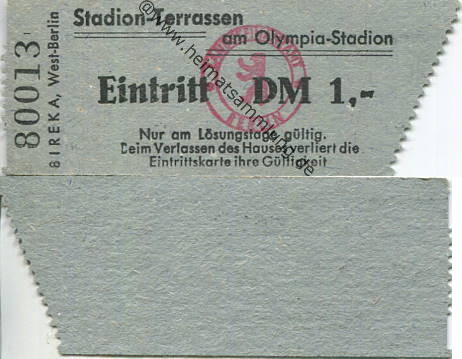 80013
BIREKA, West-Berlin
Stadion-Terrassen
am Olympia-Stadion
Eintritt DM 1,-
Nur am Lösungstage gültig.
Beim Verlassen des Hauses verliert die
Eintrittskarte ihre Gültigkeit
BERLIN
@www.heimatsammlung.de